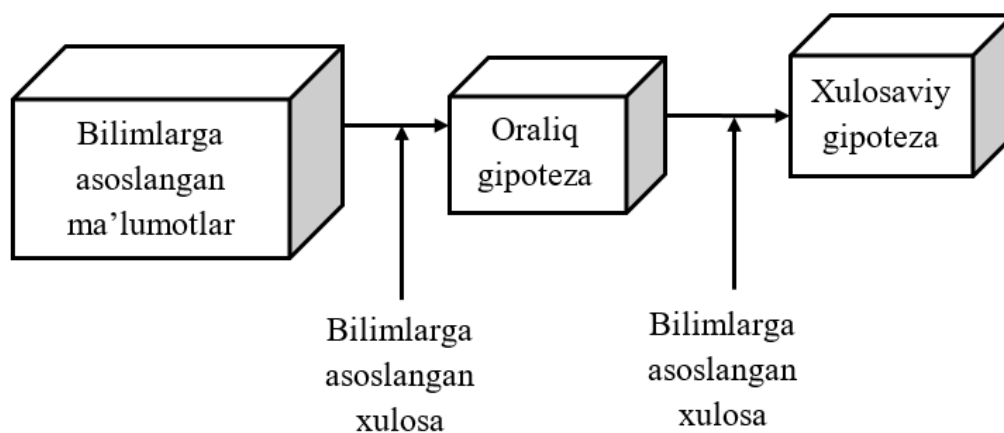 Bilimlarga
asoslangan
ma’lumotlar
Oraliq
gipoteza
Xulosaviy
gipoteza
Bilimlarga
asoslangan
xulosa
Bilimlarga
asoslangan
xulosa